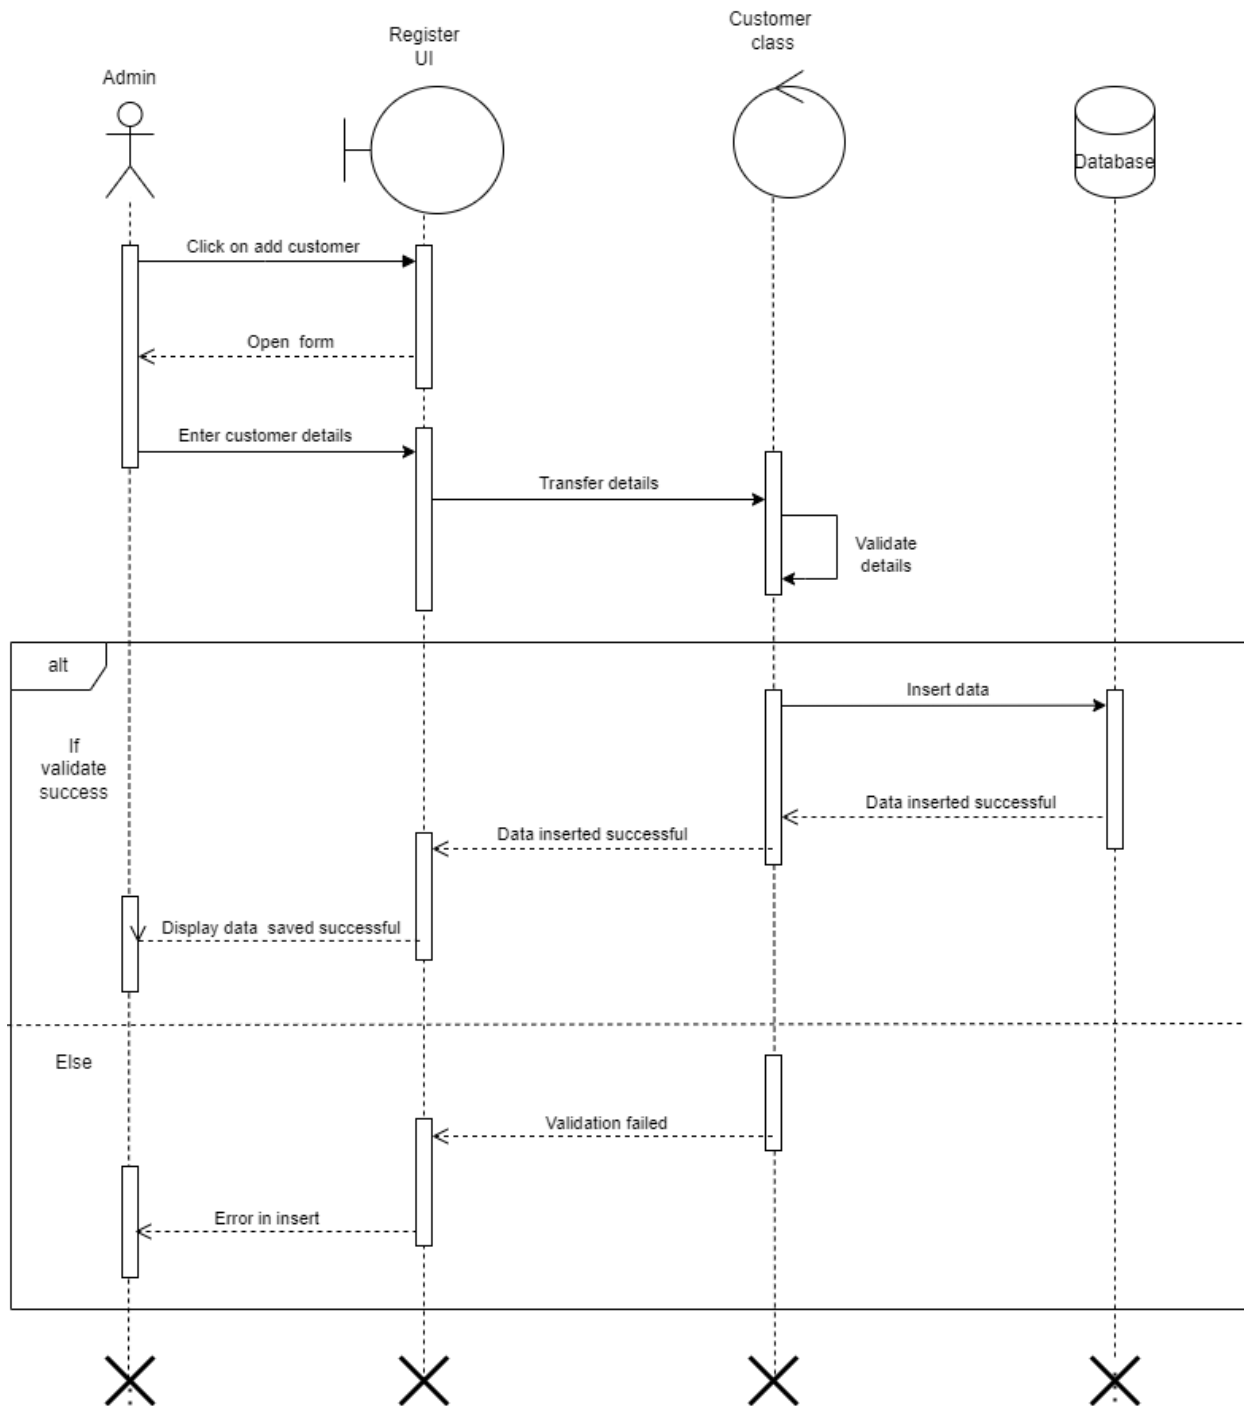 Customer
class
Register
UI
Admin
Database
Click on add customer
Open form
Enter customer details
Transfer details
Validate
details
alt
Insert data
If
validate
success
Data inserted successful
Data inserted successful
Display data saved successful
Else
Validation failed
Error in insert